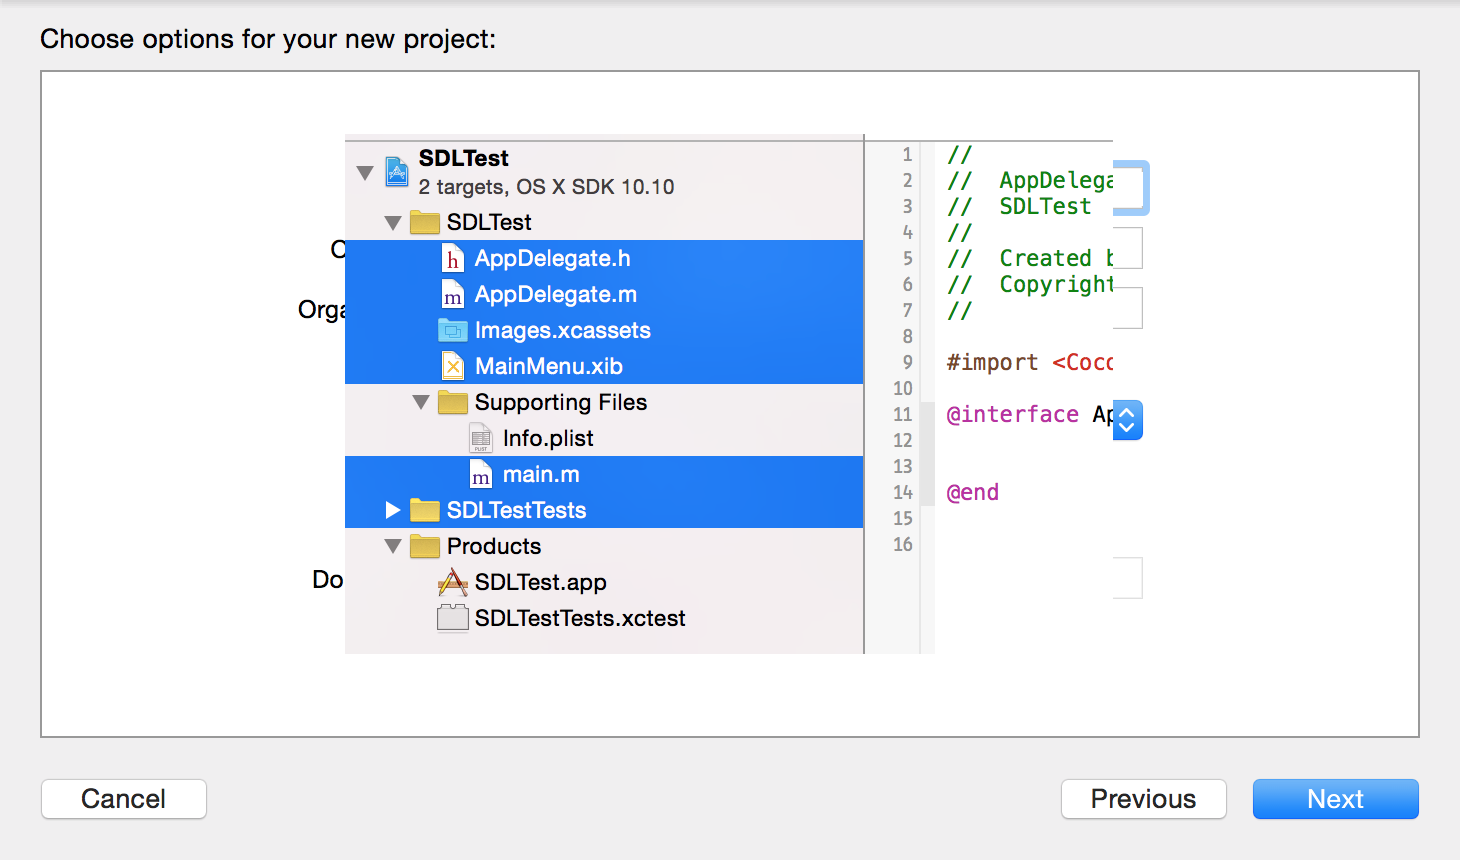 Choose options for your new project:
SDLTest
2 targets, OS X SDK 10.10
SDLTest
AppDelegate.h
AppDelegate.m
Images.xcassets
MainMenu.xib
Supporting Files
Info.plist
main.m
SDLTestTests
Products
SDLTest.app
SDLTestTests.xctest
O
Orga
Do
1 //
2 // AppDelega
3 // SDLTest
4 //
5 // Created b
6 // Copyright
7 //
8
9 #import <Coco
10
11 @interface Ap
12
13
14 @end
15
16
Cancel
Previous
Next